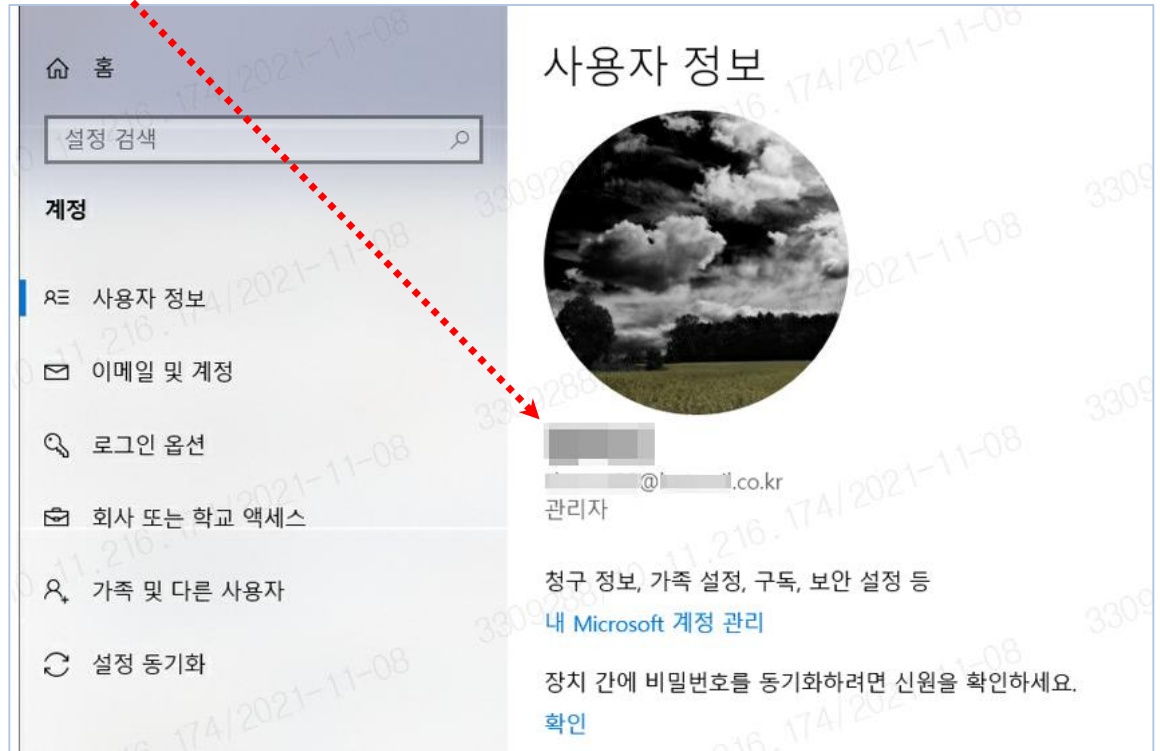 홈
설정 검색
계정
사용자 정보
이메일 및 계정
로그인 옵션
회사 또는 학교 액세스
가족 및 다른 사용자
설정 동기화
사용자 정보
@
.co.kr
관리자
청구 정보, 가족 설정, 구독, 보안 설정 등
내 Microsoft 계정 관리
장치 간에 비밀번호를 동기화하려면 신원을 확인하세요.
확인